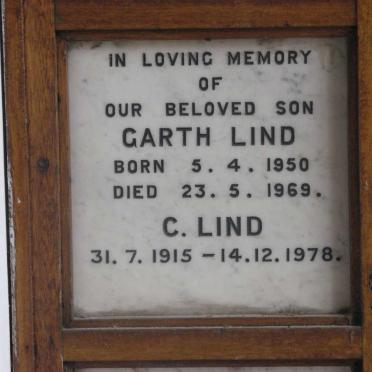 IN LOVING MEMORY
OF
OUR BELOVED SON
GARTH LIND
BORN 5. 4. 1950
DIED 23. 5. 1969.
C. LIND
31. 7. 1915 – 14. 12. 1978.